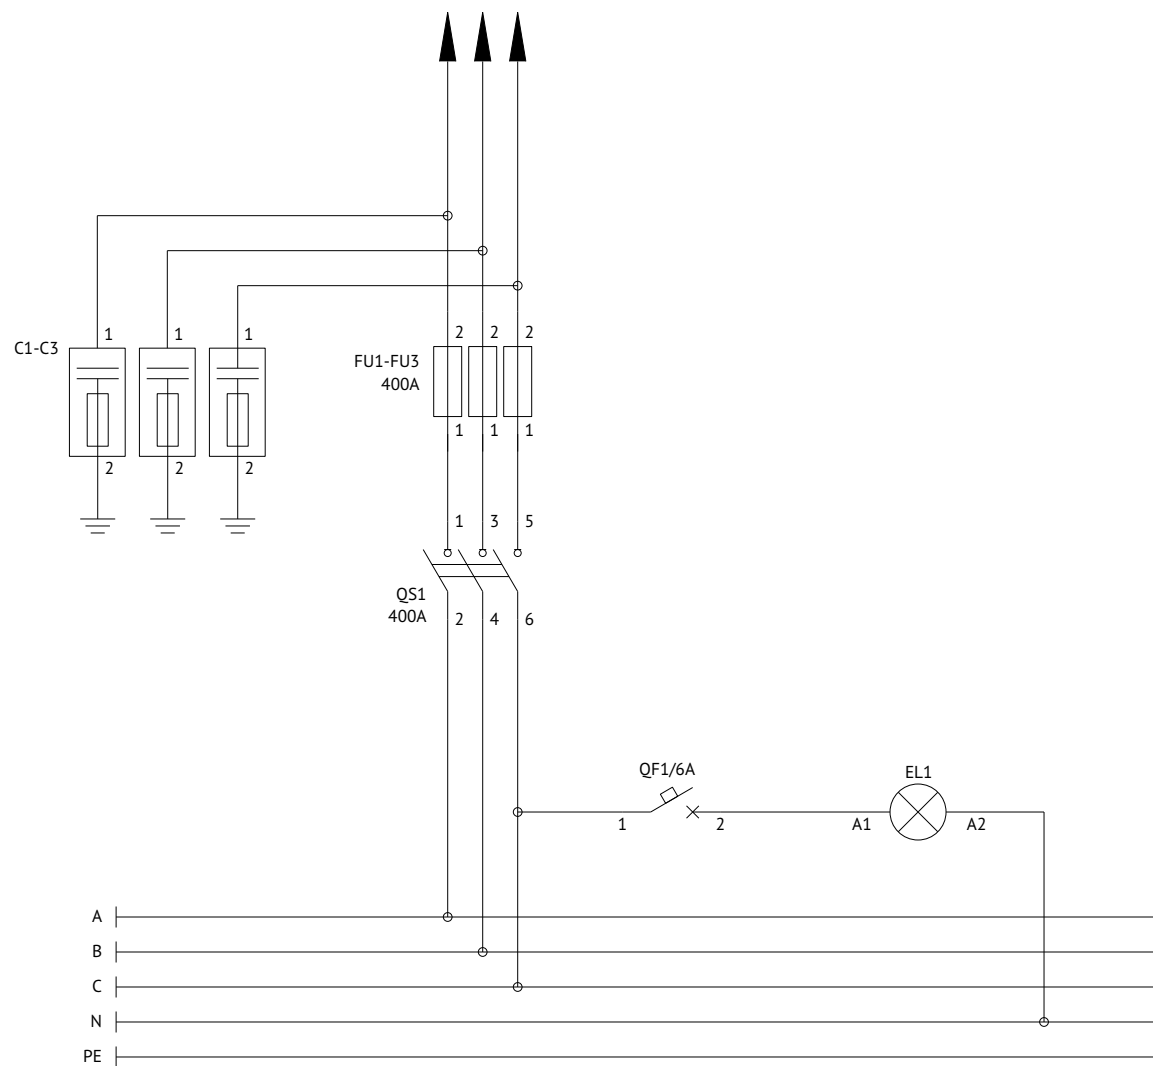 1 1 1
C1-C3
2 2 2
FU1-FU3
400A
1 1 1
2 2 2
1 3 5
QS1
400A
2 4 6
QF1/6A
EL1
1 2
A1 A2
A
B
C
N
PE